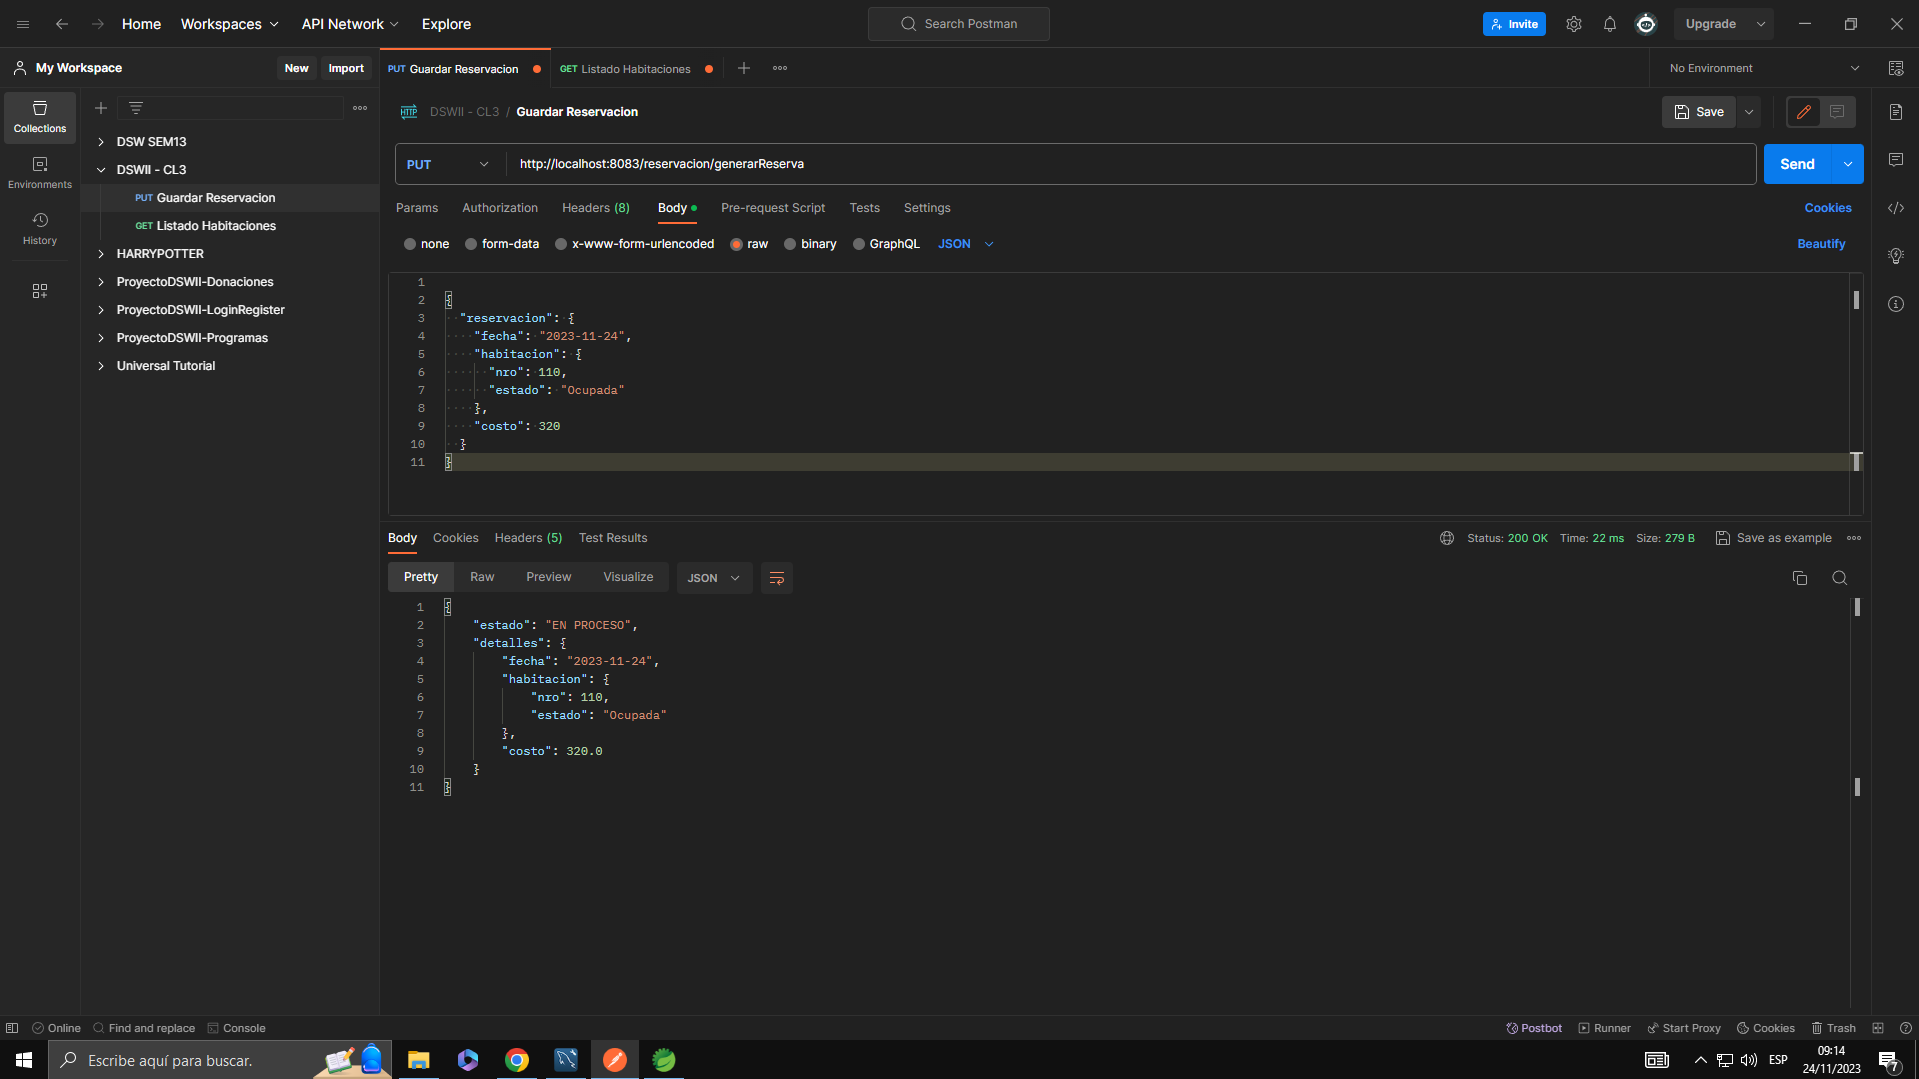 Home Workspaces API Network Explore Search Postman Invite Upgrade
My Workspace New Import PUT Guardar Reservacion GET Listado Habitaciones No Environment
Collections
Environments
History
DSW SEM13
DSWII - CL3
PUT Guardar Reservacion
GET Listado Habitaciones
HARRYPOTTER
ProyectoDSWII-Donaciones
ProyectoDSWII-LoginRegister
ProyectoDSWII-Programas
Universal Tutorial
HTTP DSWII - CL3 / Guardar Reservacion Save
PUT http://localhost:8083/reservacion/generarReserva Send
Params Authorization Headers (8) Body Pre-request Script Tests Settings Cookies
none form-data x-www-form-urlencoded raw binary GraphQL JSON Beautify
1
2 {
3 "reservacion": {
4 "fecha": "2023-11-24",
5 "habitacion": {
6 "nro": 110,
7 "estado": "Ocupada"
8 },
9 "costo": 320
10 }
11 }
Body Cookies Headers (5) Test Results Status: 200 OK Time: 22 ms Size: 279 B Save as example
Pretty Raw Preview Visualize JSON
1 {
2 "estado": "EN PROCESO",
3 "detalles": {
4 "fecha": "2023-11-24",
5 "habitacion": {
6 "nro": 110,
7 "estado": "Ocupada"
8 },
9 "costo": 320.0
10 }
11 }
Online Find and replace Console Postbot Runner Start Proxy Cookies Trash
Escribe aquí para buscar. ESP 09:14
24/11/2023 7